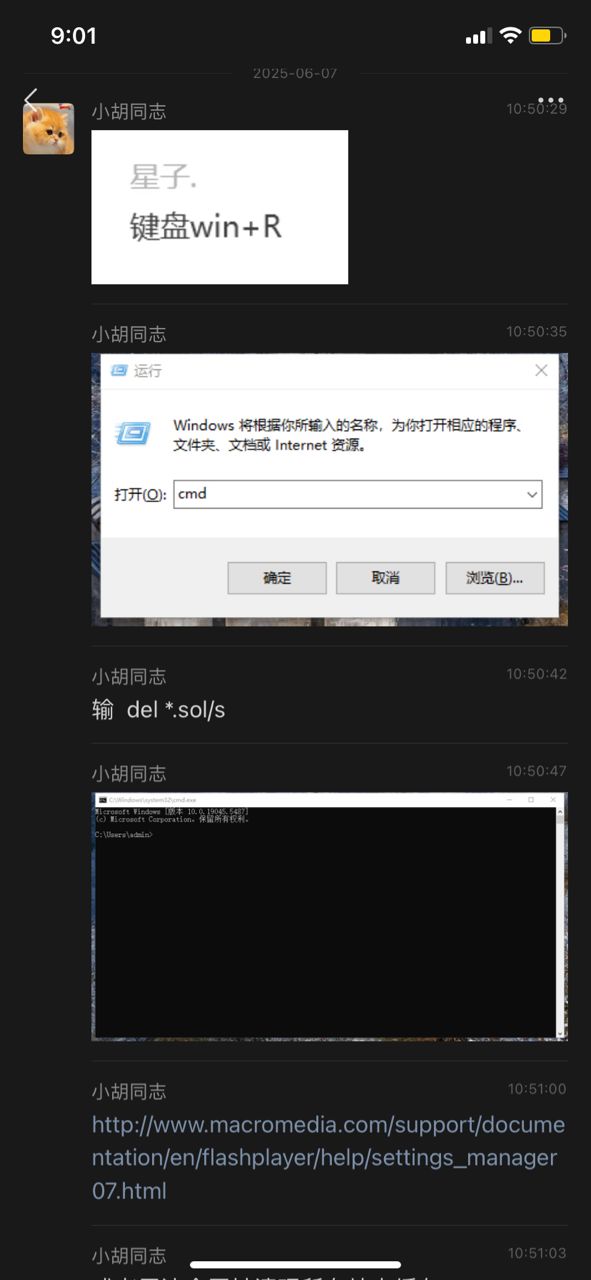 9:01
2025-06-07
小胡同志
10:50:29
星子.
键盘win+R
小胡同志
10:50:35
运行
Windows 将根据你所输入的名称，为你打开相应的程序、
文件夹、文档或 Internet 资源。
打开(O):
cmd
确定
取消
浏览(B)...
小胡同志
10:50:42
输  del *.sol/s
小胡同志
10:50:47
C:\Windows\system32\cmd.exe
Microsoft Windows [版本 10.0.19045.5487]
(c) Microsoft Corporation。保留所有权利。
C:\Users\admin>
小胡同志
10:51:00
http://www.macromedia.com/support/docume
ntation/en/flashplayer/help/settings_manager
07.html
小胡同志
10:51:03